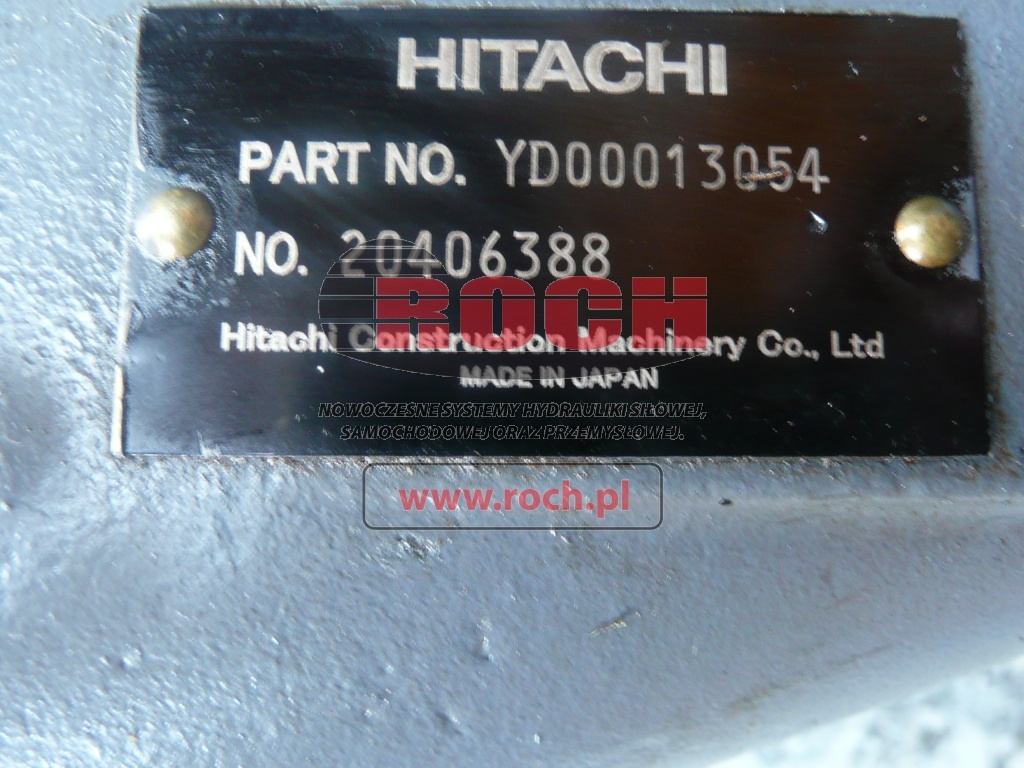 HITACHI
PART NO. YD00013054
NO. 20406388
ROCH
Hitachi Construction Machinery Co., Ltd
MADE IN JAPAN
NOWOCZESNE SYSTEMY HYDRAULIKI SIŁOWEJ,
SAMOCHODOWEJ ORAZ PRZEMYSŁOWEJ.
www.roch.pl